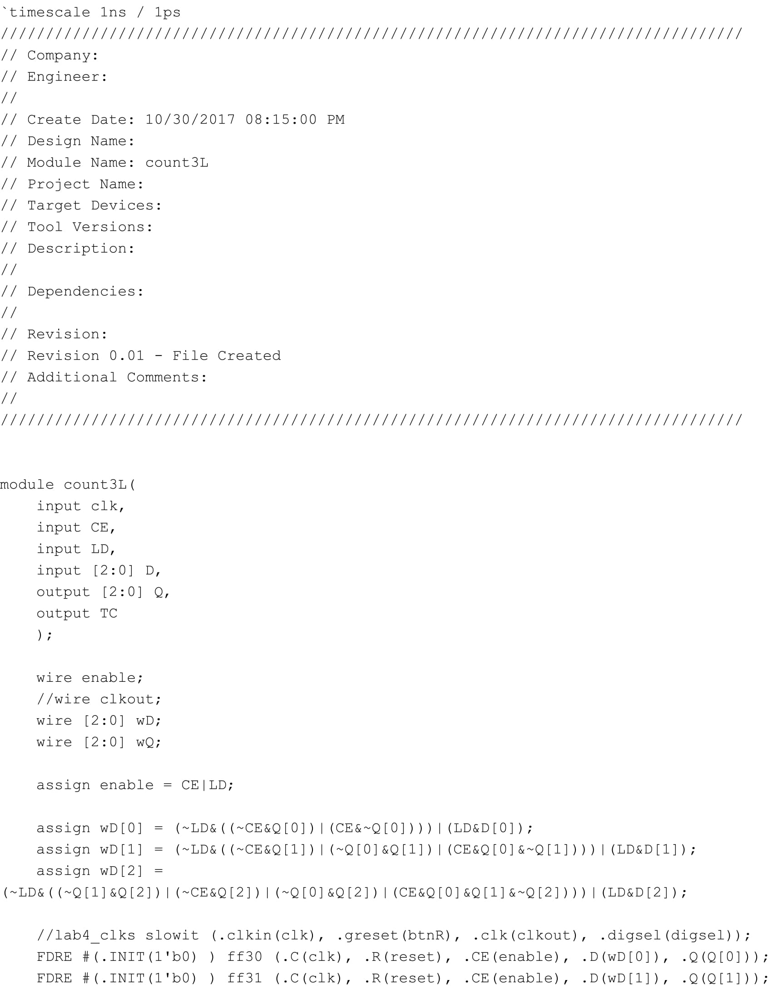 `timescale 1ns / 1ps
//////////////////////////////////////////////////////////////////////////////////
// Company:
// Engineer:
//
// Create Date: 10/30/2017 08:15:00 PM
// Design Name:
// Module Name: count3L
// Project Name:
// Target Devices:
// Tool Versions:
// Description:
//
// Dependencies:
//
// Revision:
// Revision 0.01 - File Created
// Additional Comments:
//
//////////////////////////////////////////////////////////////////////////////////
module count3L(
    input clk,
    input CE,
    input LD,
    input [2:0] D,
    output [2:0] Q,
    output TC
    );
    wire enable;
    //wire clkout;
    wire [2:0] wD;
    wire [2:0] wQ;
    assign enable = CE|LD;
    assign wD[0] = (~LD&((~CE&Q[0])|(CE&~Q[0])))|(LD&D[0]);
    assign wD[1] = (~LD&((~CE&Q[1])|(~Q[0]&Q[1])|(CE&Q[0]&~Q[1])))|(LD&D[1]);
    assign wD[2] =
(~LD&((~Q[1]&Q[2])|(~CE&Q[2])|(~Q[0]&Q[2])|(CE&Q[0]&Q[1]&~Q[2])))|(LD&D[2]);
    //lab4_clks slowit (.clkin(clk), .greset(btnR), .clk(clkout), .digsel(digsel));
    FDRE #(.INIT(1'b0) ) ff30 (.C(clk), .R(reset), .CE(enable), .D(wD[0]), .Q(Q[0]));
    FDRE #(.INIT(1'b0) ) ff31 (.C(clk), .R(reset), .CE(enable), .D(wD[1]), .Q(Q[1]));